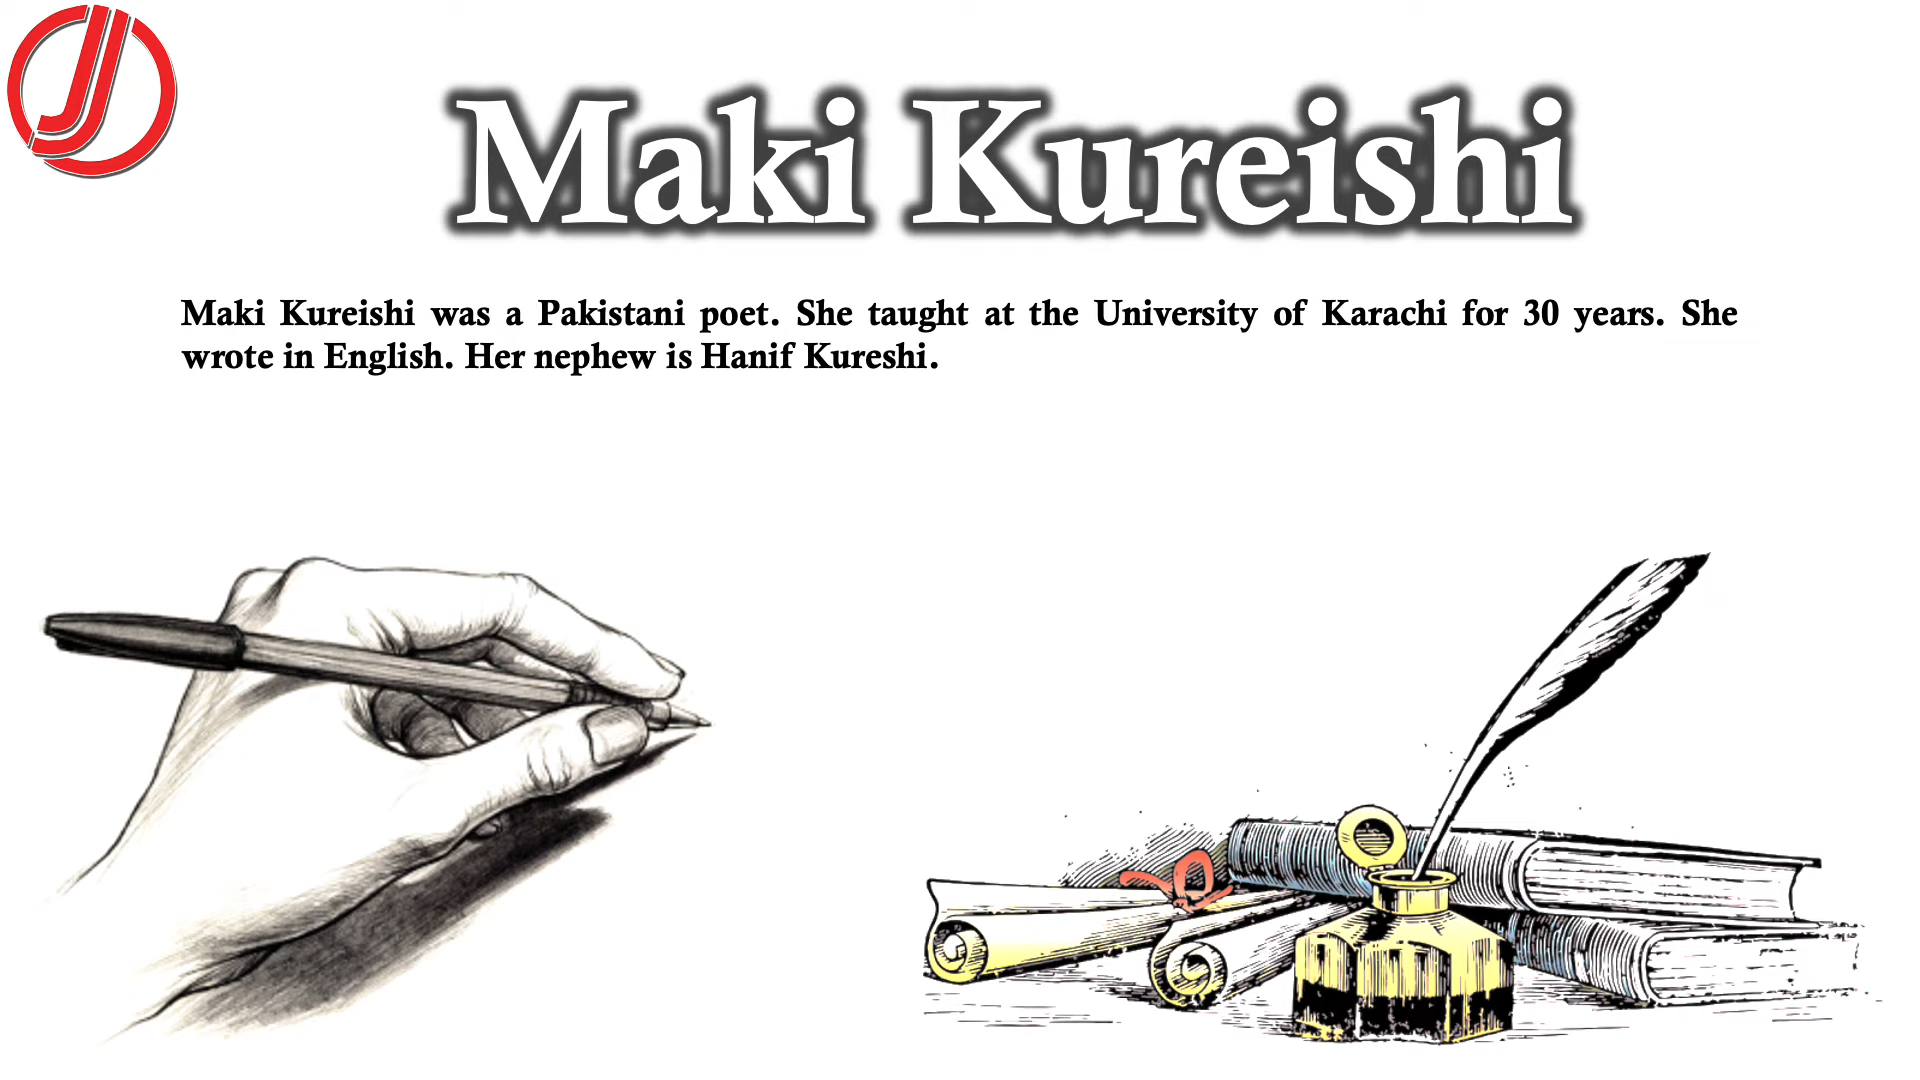 Maki Kureishi
Maki Kureishi was a Pakistani poet. She taught at the University of Karachi for 30 years. She
wrote in English. Her nephew is Hanif Kureshi.